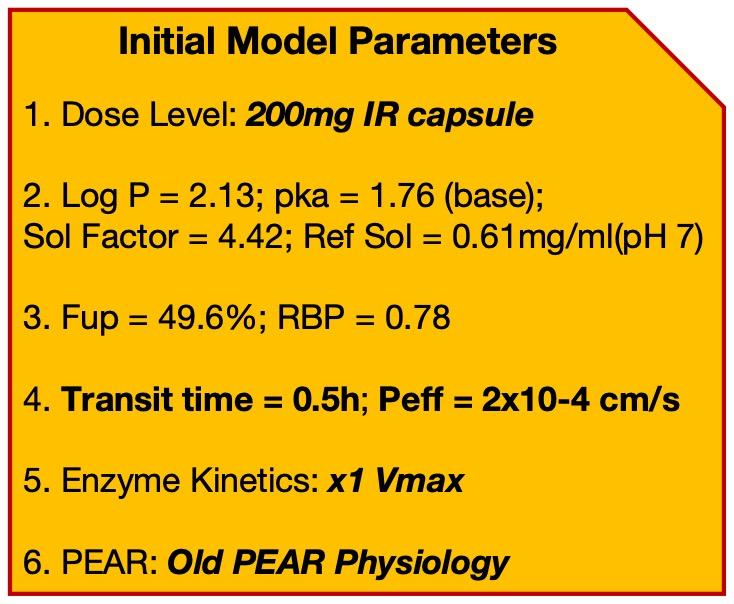 Initial Model Parameters
1. Dose Level: 200mg IR capsule
2. Log P = 2.13; pka = 1.76 (base);
Sol Factor = 4.42; Ref Sol = 0.61mg/ml(pH 7)
3. Fup = 49.6%; RBP = 0.78
4. Transit time = 0.5h; Peff = 2x10-4 cm/s
5. Enzyme Kinetics: x1 Vmax
6. PEAR: Old PEAR Physiology